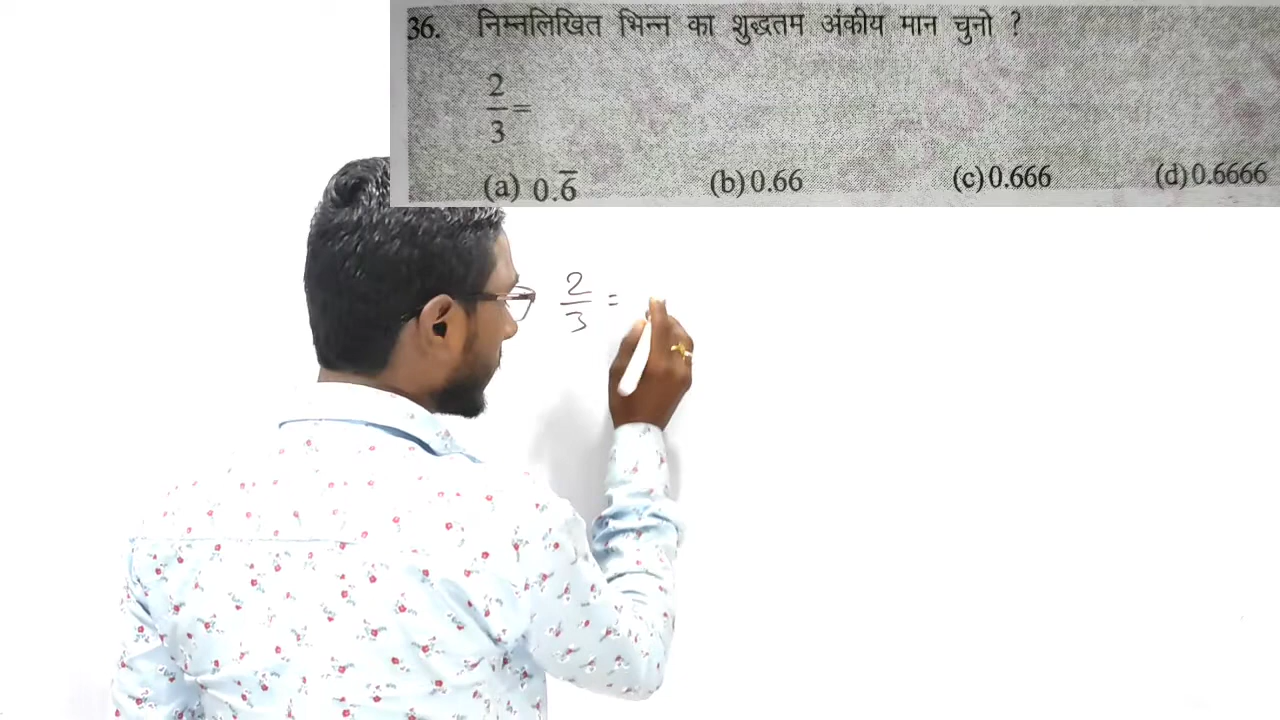 36. निम्नलिखित भिन्न का शुद्धतम अंकीय मान चुनो ?
2/3 =
(a) 0.6̅ (b) 0.66 (c) 0.666 (d) 0.6666
2/3 =